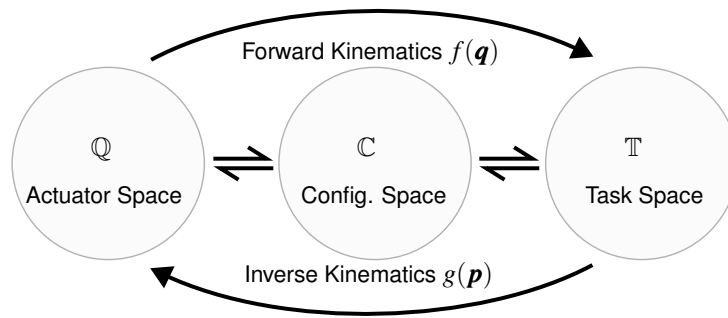 Forward Kinematics f(q)
ℚ
Actuator Space
ℂ
Config. Space
𝕋
Task Space
Inverse Kinematics g(p)